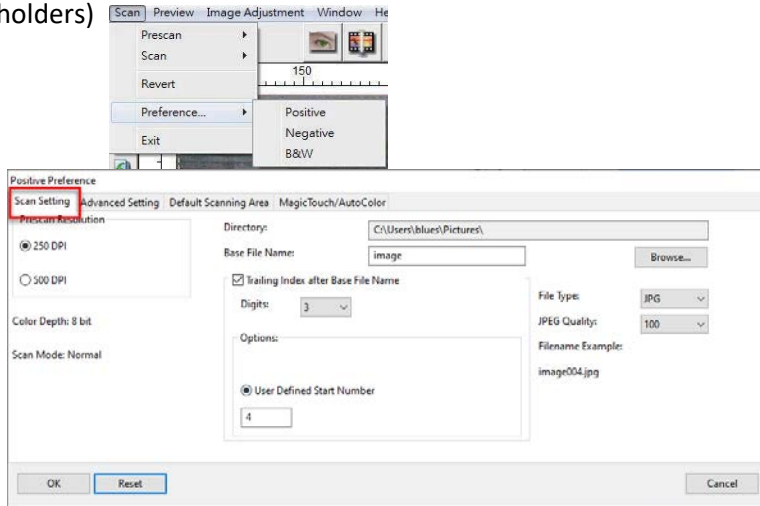 holders)
Scan Preview Image Adjustment Window He
Prescan
Scan
150
Revert
Preference...
Positive
Negative
B&W
Exit
Positive Preference
Scan Setting Advanced Setting Default Scanning Area MagicTouch/AutoColor
Prescan Resolution
250 DPI
500 DPI
Color Depth: 8 bit
Scan Mode: Normal
Directory: C:\Users\blues\Pictures\
Base File Name: image Browse...
Trailing Index after Base File Name
Digits: 3
Options:
User Defined Start Number
4
File Type: JPG
JPEG Quality: 100
Filename Example:
image004.jpg
OK Reset Cancel